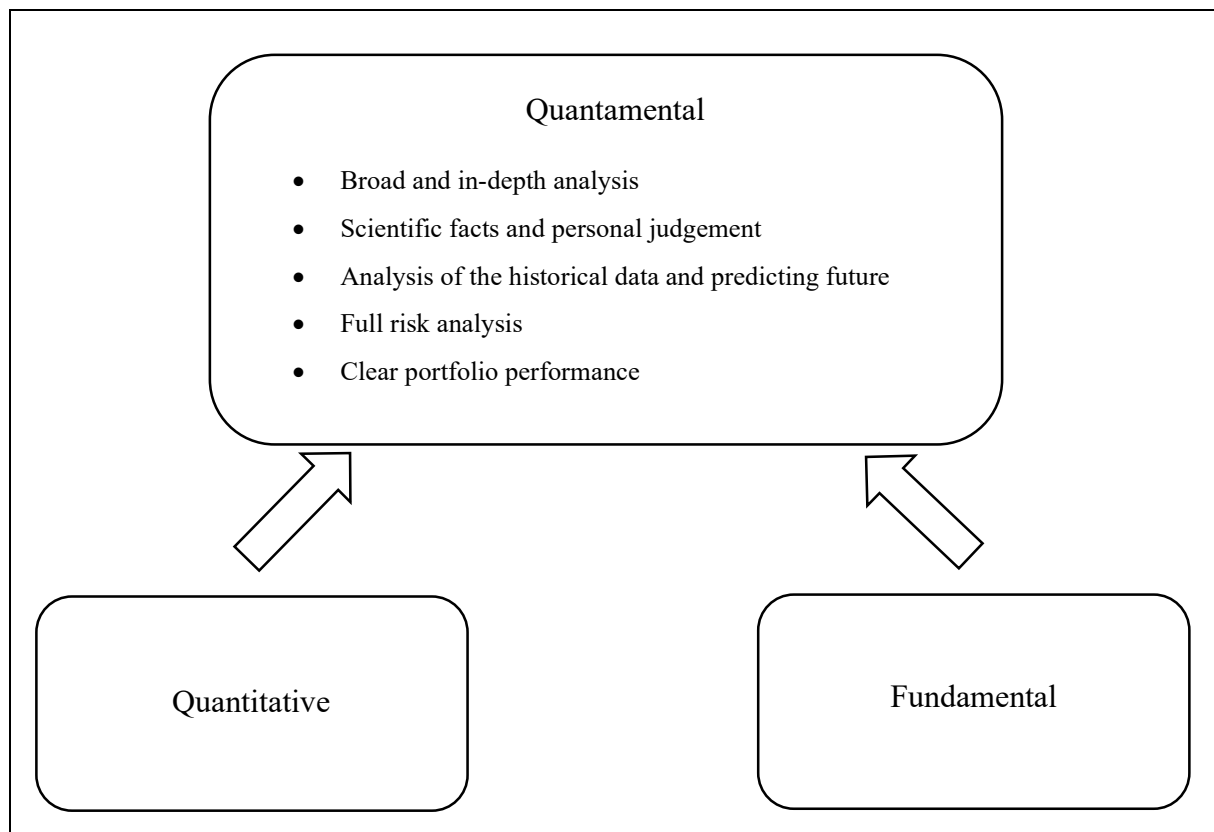 Quantamental
• Broad and in-depth analysis
• Scientific facts and personal judgement
• Analysis of the historical data and predicting future
• Full risk analysis
• Clear portfolio performance
Quantitative
Fundamental